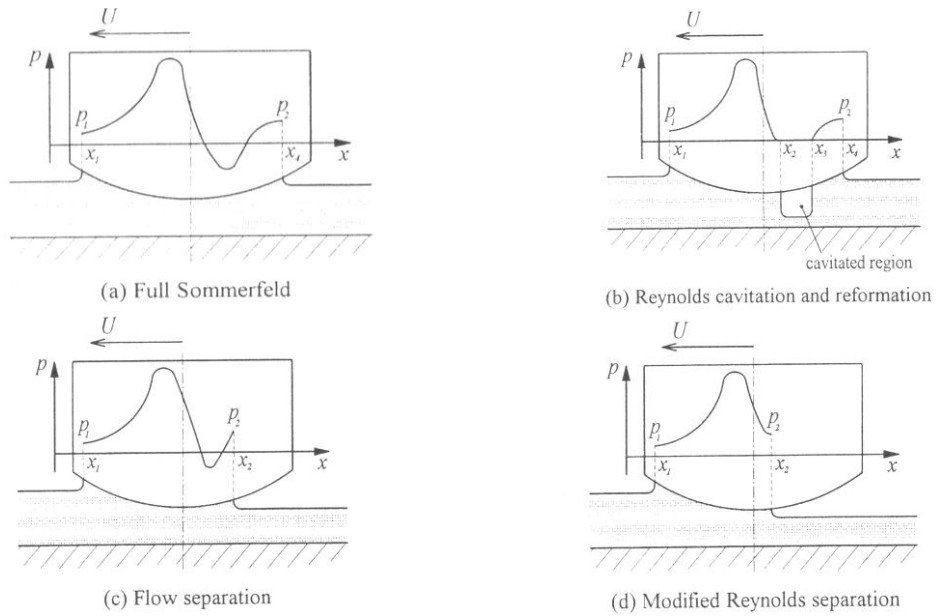 U
p
p₁
p₂
x₁
x₄
x
(a) Full Sommerfeld
U
p
p₁
p₂
x₁
x₂
x₃
x₄
x
cavitated region
(b) Reynolds cavitation and reformation
U
p
p₁
p₂
x₁
x₂
x
(c) Flow separation
U
p
p₁
p₂
x₁
x₂
x
(d) Modified Reynolds separation